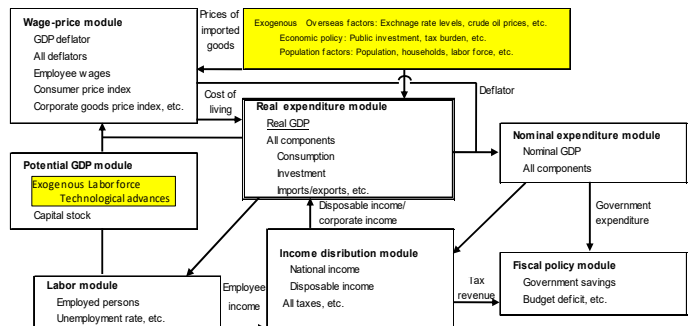 Wage-price module
GDP deflator
All deflators
Employee wages
Consumer price index
Corporate goods price index, etc.
Prices of
imported
goods
Exogenous Overseas factors: Exchnage rate levels, crude oil prices, etc.
Economic policy: Public investment, tax burden, etc.
Population factors: Population, households, labor force, etc.
Cost of
living
Deflator
Real expenditure module
Real GDP
All components
Consumption
Investment
Imports/exports, etc.
Nominal expenditure module
Nominal GDP
All components
Potential GDP module
Exogenous Labor force
Technological advances
Capital stock
Disposable income/
corporate income
Government
expenditure
Income disribution module
National income
Disposable income
All taxes, etc.
Fiscal policy module
Government savings
Budget deficit, etc.
Labor module
Employed persons
Unemployment rate, etc.
Employee
income
Tax
revenue